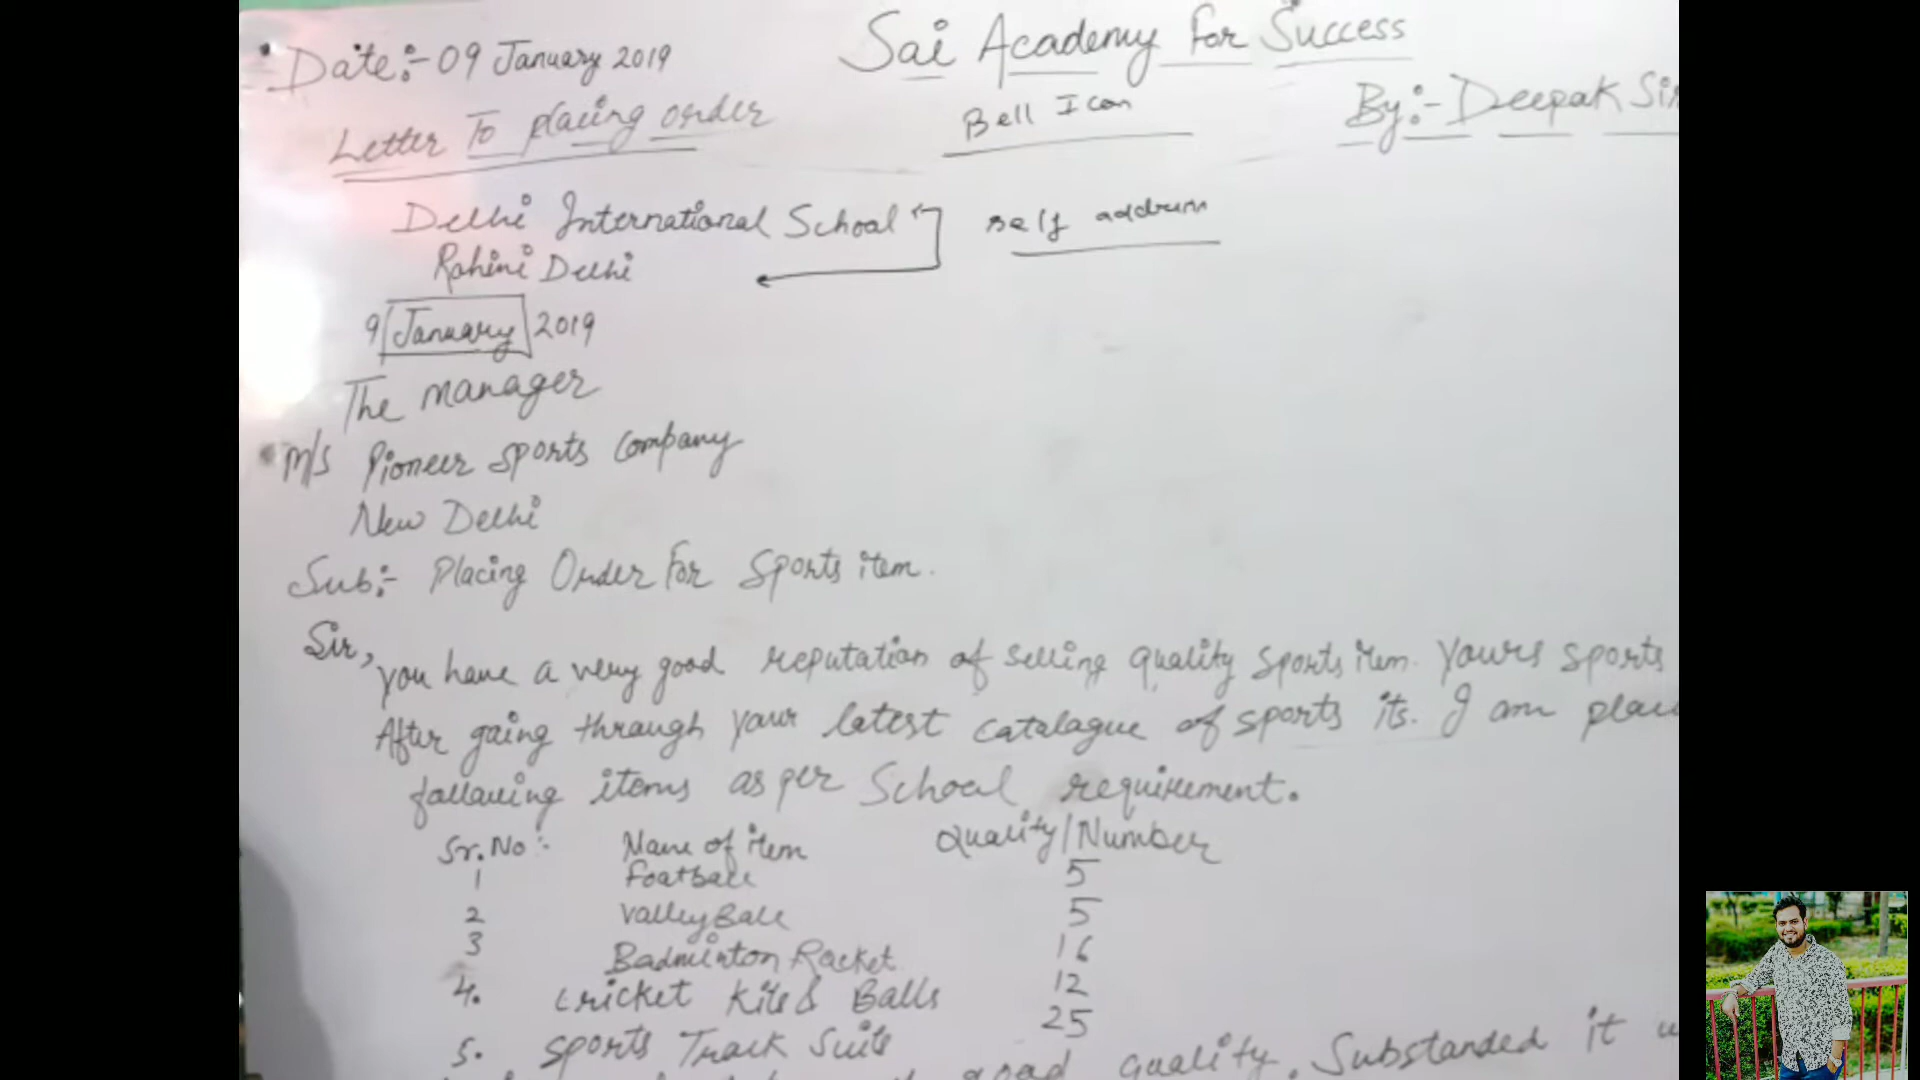 Date:- 09 January 2019
Sai Academy For Success
Letter To placing order
Bell Icon
By:- Deepak
Delhi International School
self address
Rohini Delhi
9 January 2019
The manager
M/s Pioneer sports company
New Delhi
Sub:- Placing Order For Sports item.
Sir,
you have a very good reputation of selling quality sports item. Yours sports
After going through your latest catalogue of sports its. I am
following items as per School requirement.
Sr. No:- Name of item Quality/Number
1 Football 5
2 Valley Ball 5
3 Badminton Racket 16
4. Cricket Kits & Balls 12
5. Sports Track Suits 25
good quality. Substanded it